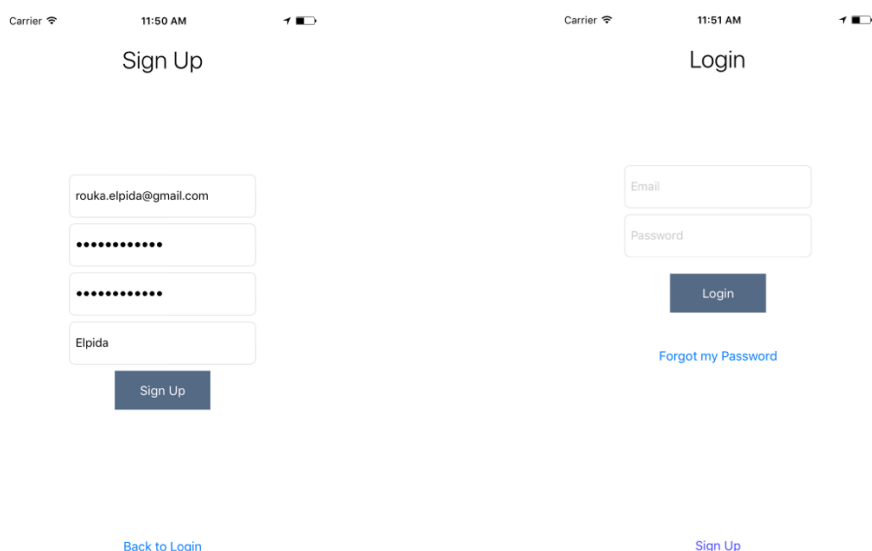 Carrier
11:50 AM
Sign Up
rouka.elpida@gmail.com
••••••••••••
••••••••••••
Elpida
Sign Up
Back to Login
Carrier
11:51 AM
Login
Email
Password
Login
Forgot my Password
Sign Up